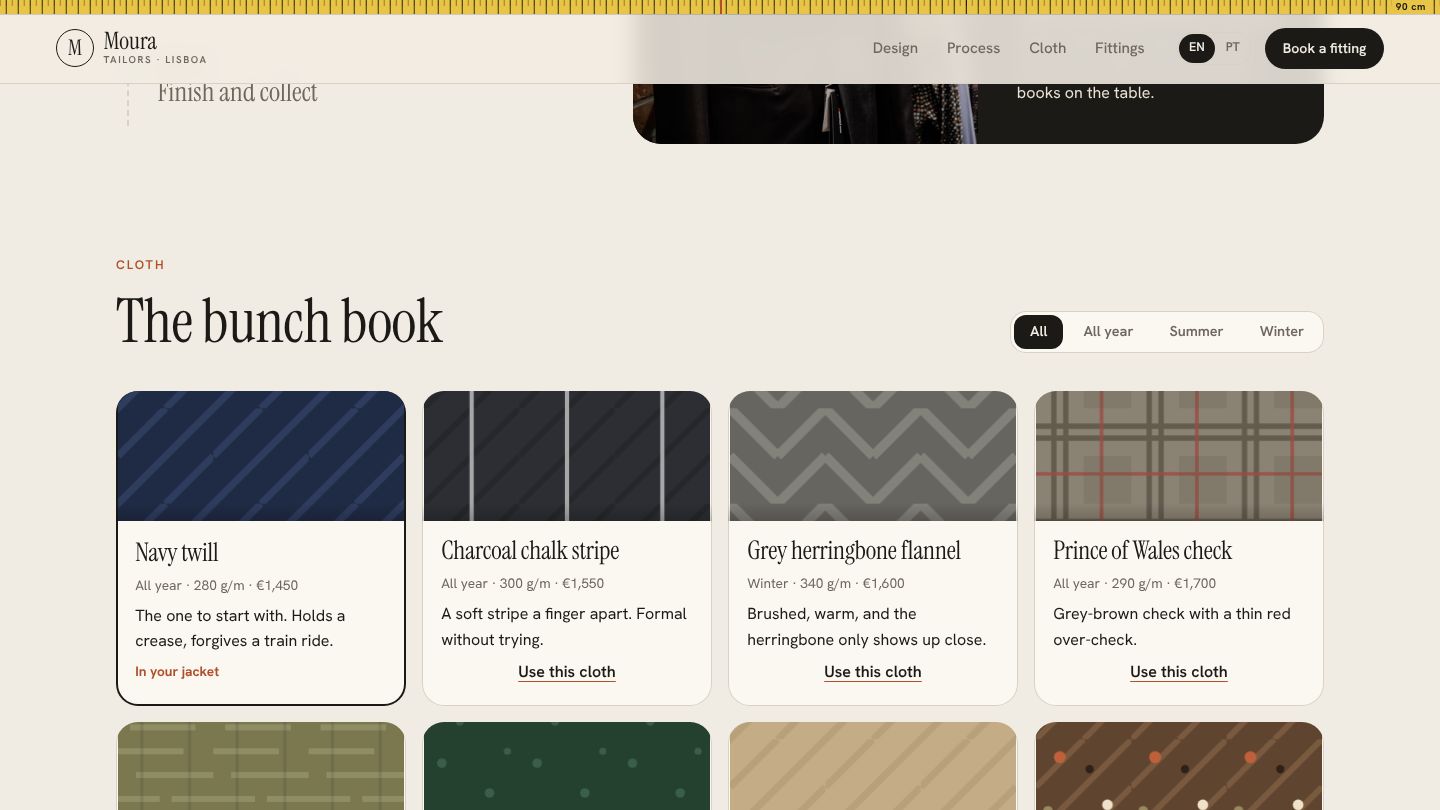 90 cm
M
Moura
TAILORS · LISBOA
Design
Process
Cloth
Fittings
EN
PT
Book a fitting
Finish and collect
books on the table.
CLOTH
The bunch book
All
All year
Summer
Winter
Navy twill
All year · 280 g/m · €1,450
The one to start with. Holds a
crease, forgives a train ride.
In your jacket
Charcoal chalk stripe
All year · 300 g/m · €1,550
A soft stripe a finger apart. Formal
without trying.
Use this cloth
Grey herringbone flannel
Winter · 340 g/m · €1,600
Brushed, warm, and the
herringbone only shows up close.
Use this cloth
Prince of Wales check
All year · 290 g/m · €1,700
Grey-brown check with a thin red
over-check.
Use this cloth